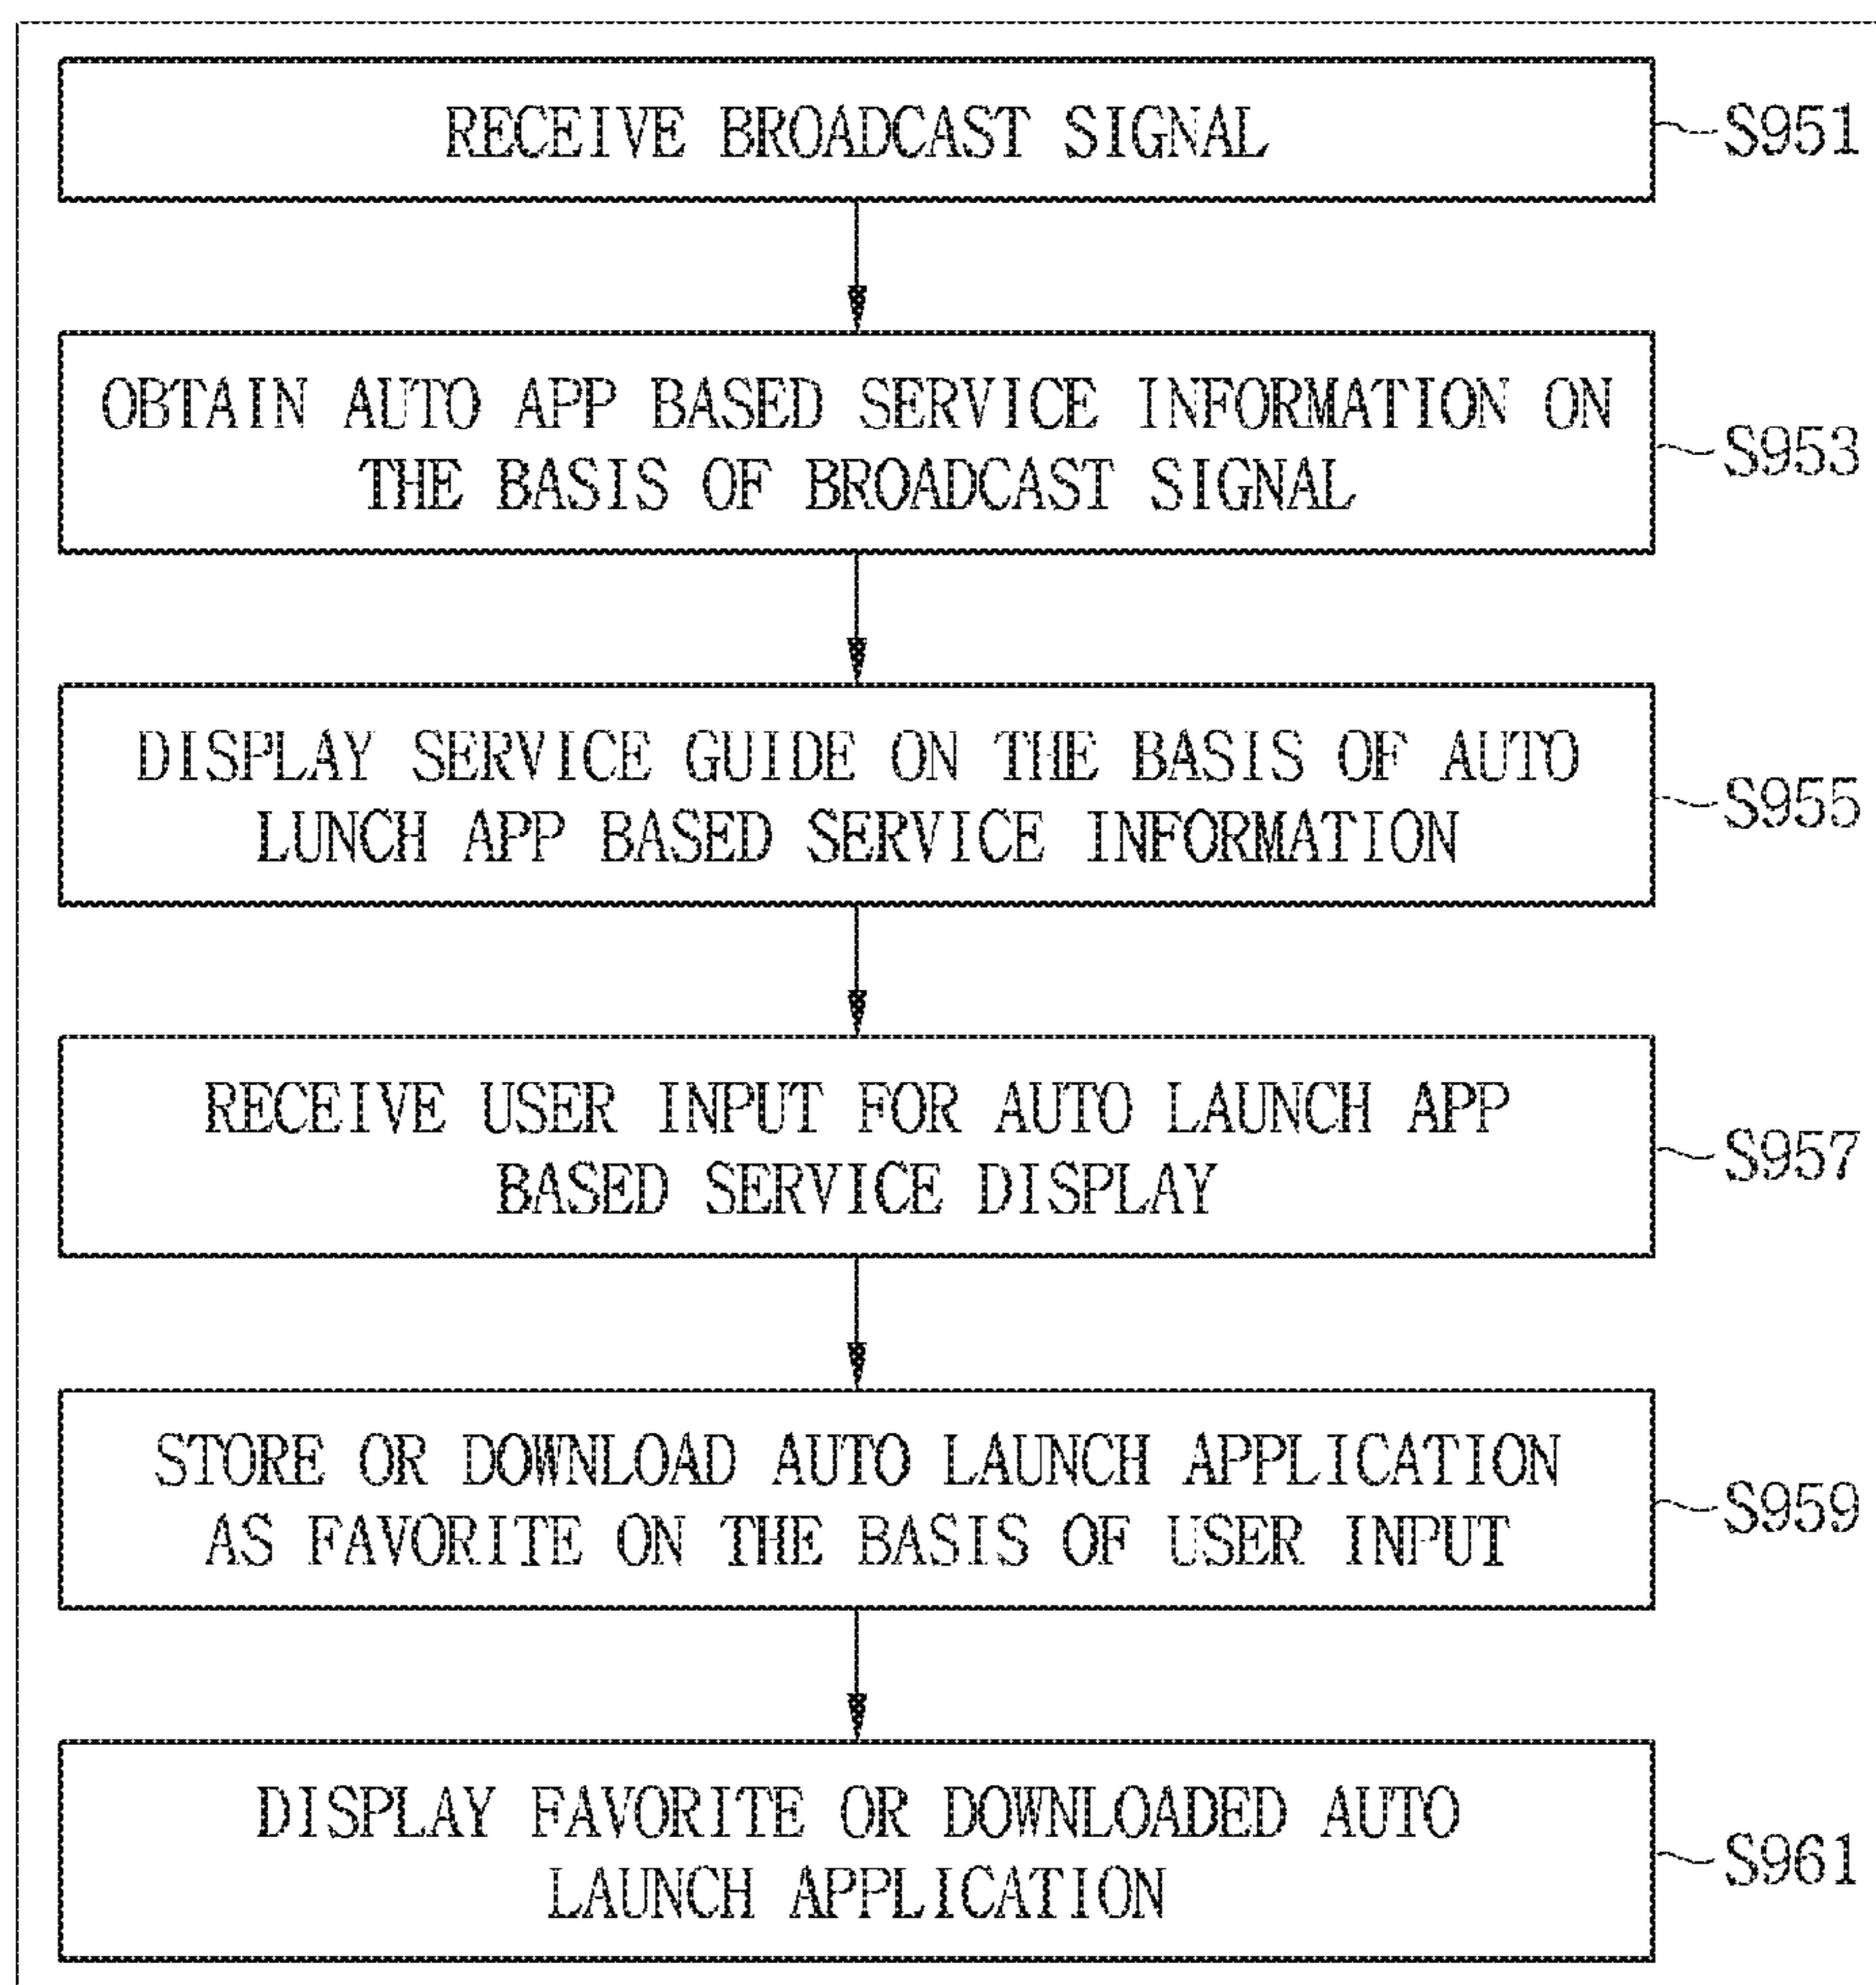 RECEIVE BROADCAST SIGNAL
S951
OBTAIN AUTO APP BASED SERVICE INFORMATION ON
THE BASIS OF BROADCAST SIGNAL
S953
DISPLAY SERVICE GUIDE ON THE BASIS OF AUTO
LUNCH APP BASED SERVICE INFORMATION
S955
RECEIVE USER INPUT FOR AUTO LAUNCH APP
BASED SERVICE DISPLAY
S957
STORE OR DOWNLOAD AUTO LAUNCH APPLICATION
AS FAVORITE ON THE BASIS OF USER INPUT
S959
DISPLAY FAVORITE OR DOWNLOADED AUTO
LAUNCH APPLICATION
S961